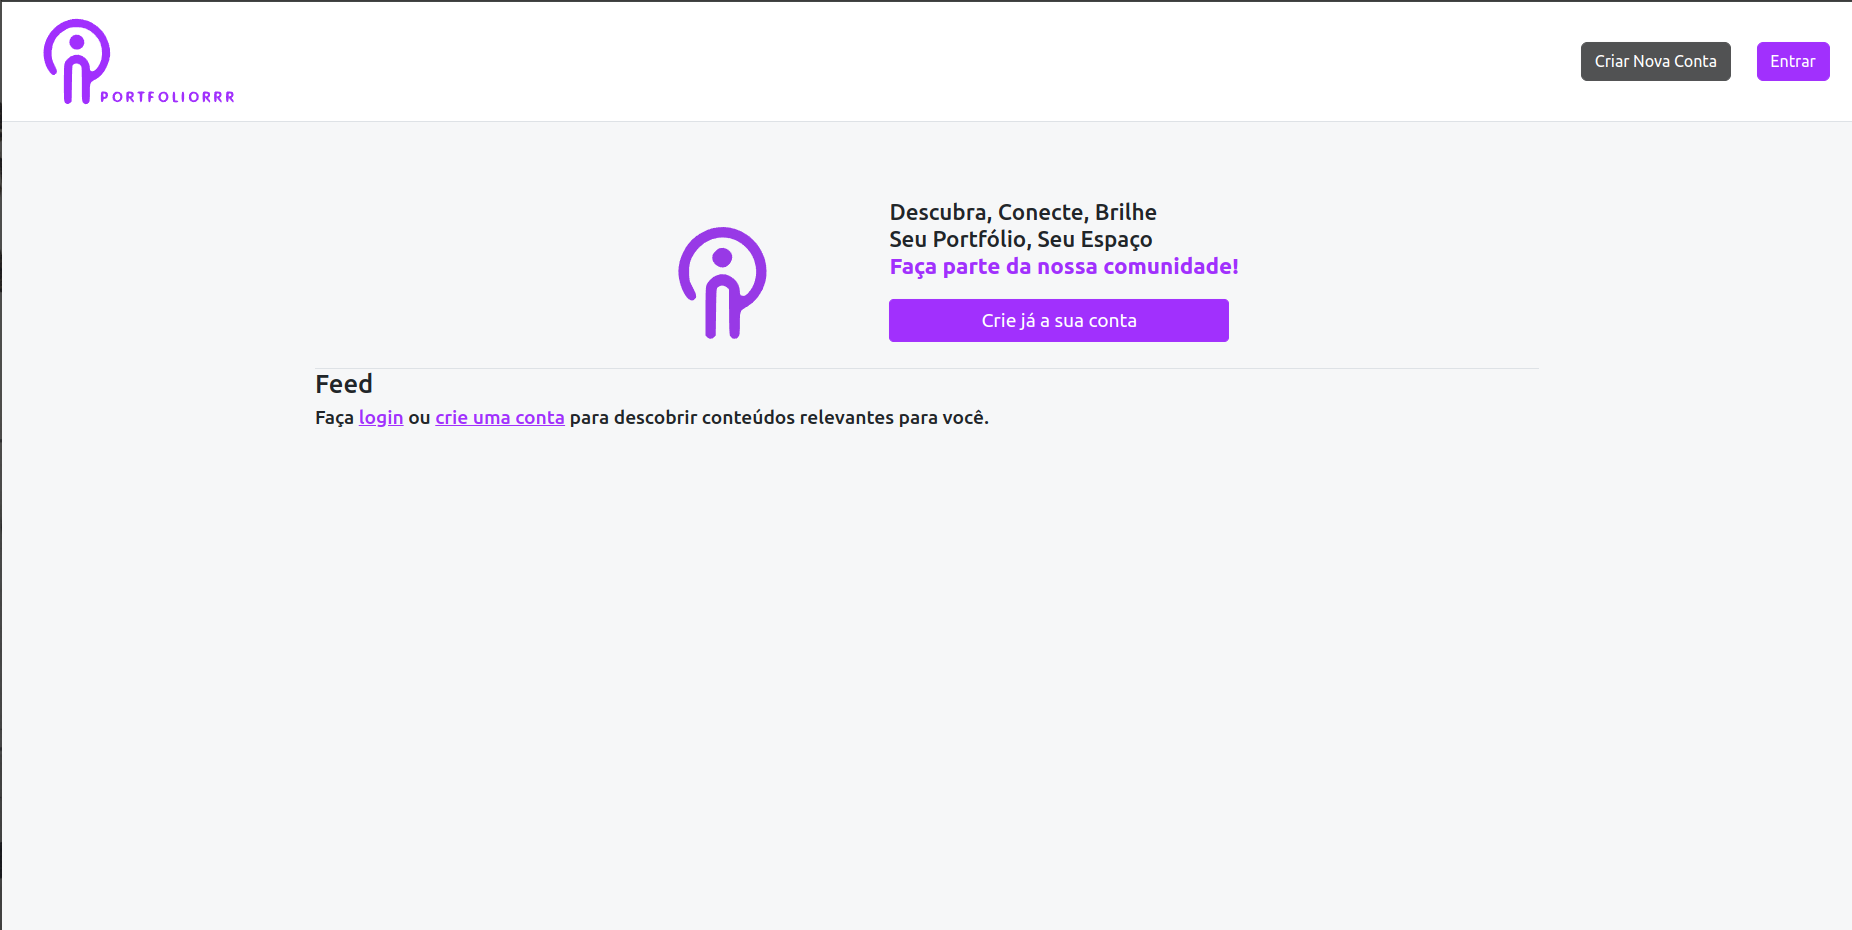 PORTFOLIORRR
Criar Nova Conta
Entrar
Descubra, Conecte, Brilhe
Seu Portfólio, Seu Espaço
Faça parte da nossa comunidade!
Crie já a sua conta
Feed
Faça login ou crie uma conta para descobrir conteúdos relevantes para você.